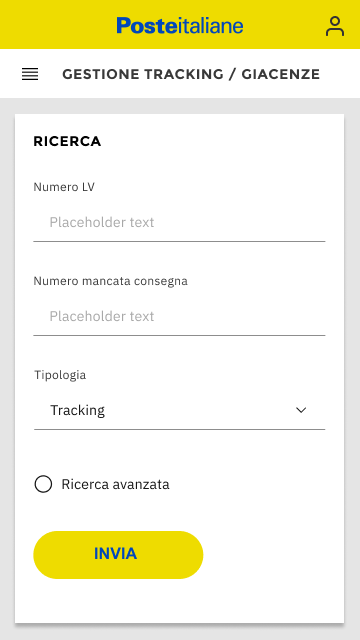 Posteitaliane
GESTIONE TRACKING / GIACENZE
RICERCA
Numero LV
Placeholder text
Numero mancata consegna
Placeholder text
Tipologia
Tracking
Ricerca avanzata
INVIA